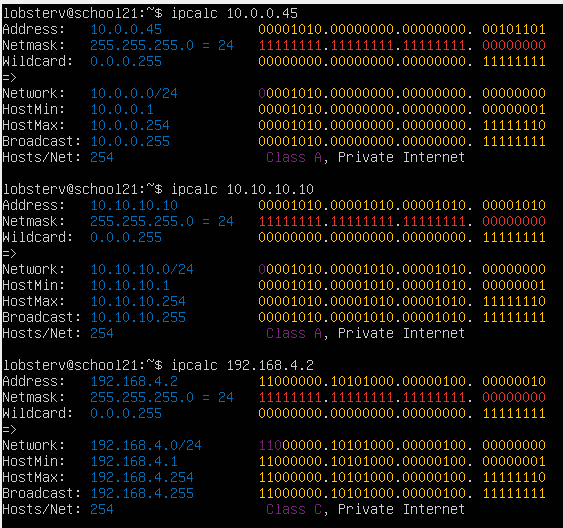 lobsterv@school21:~$ ipcalc 10.0.0.45
Address:   10.0.0.45            00001010.00000000.00000000. 00101101
Netmask:   255.255.255.0 = 24   11111111.11111111.11111111. 00000000
Wildcard:  0.0.0.255            00000000.00000000.00000000. 11111111
=>
Network:   10.0.0.0/24          00001010.00000000.00000000. 00000000
HostMin:   10.0.0.1             00001010.00000000.00000000. 00000001
HostMax:   10.0.0.254           00001010.00000000.00000000. 11111110
Broadcast: 10.0.0.255           00001010.00000000.00000000. 11111111
Hosts/Net: 254                   Class A, Private Internet
lobsterv@school21:~$ ipcalc 10.10.10.10
Address:   10.10.10.10          00001010.00001010.00001010. 00001010
Netmask:   255.255.255.0 = 24   11111111.11111111.11111111. 00000000
Wildcard:  0.0.0.255            00000000.00000000.00000000. 11111111
=>
Network:   10.10.10.0/24        00001010.00001010.00001010. 00000000
HostMin:   10.10.10.1           00001010.00001010.00001010. 00000001
HostMax:   10.10.10.254         00001010.00001010.00001010. 11111110
Broadcast: 10.10.10.255         00001010.00001010.00001010. 11111111
Hosts/Net: 254                   Class A, Private Internet
lobsterv@school21:~$ ipcalc 192.168.4.2
Address:   192.168.4.2          11000000.10101000.00000100. 00000010
Netmask:   255.255.255.0 = 24   11111111.11111111.11111111. 00000000
Wildcard:  0.0.0.255            00000000.00000000.00000000. 11111111
=>
Network:   192.168.4.0/24       11000000.10101000.00000100. 00000000
HostMin:   192.168.4.1          11000000.10101000.00000100. 00000001
HostMax:   192.168.4.254        11000000.10101000.00000100. 11111110
Broadcast: 192.168.4.255        11000000.10101000.00000100. 11111111
Hosts/Net: 254                   Class C, Private Internet